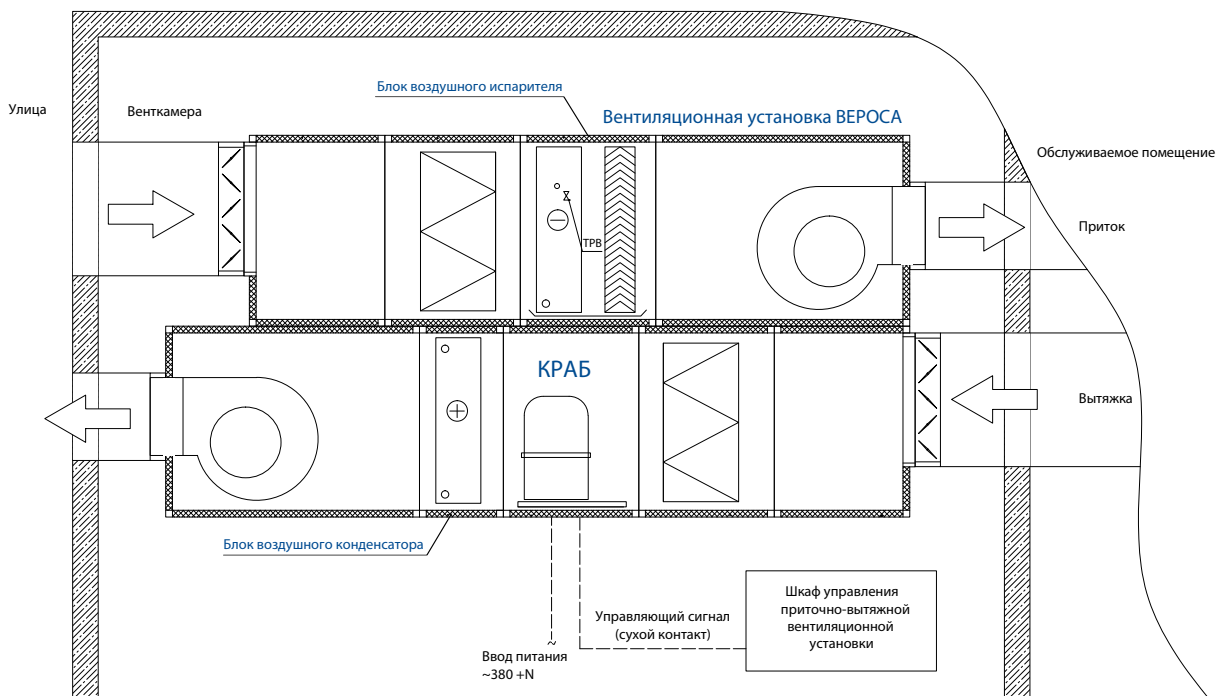 Блок воздушного испарителя
Улица
Венткамера
Вентиляционная установка ВЕРОСА
Обслуживаемое помещение
ТРВ
Приток
КРАБ
Вытяжка
Блок воздушного конденсатора
Управляющий сигнал
(сухой контакт)
Шкаф управления
приточно-вытяжной
вентиляционной
установки
~
Ввод питания
~380 +N